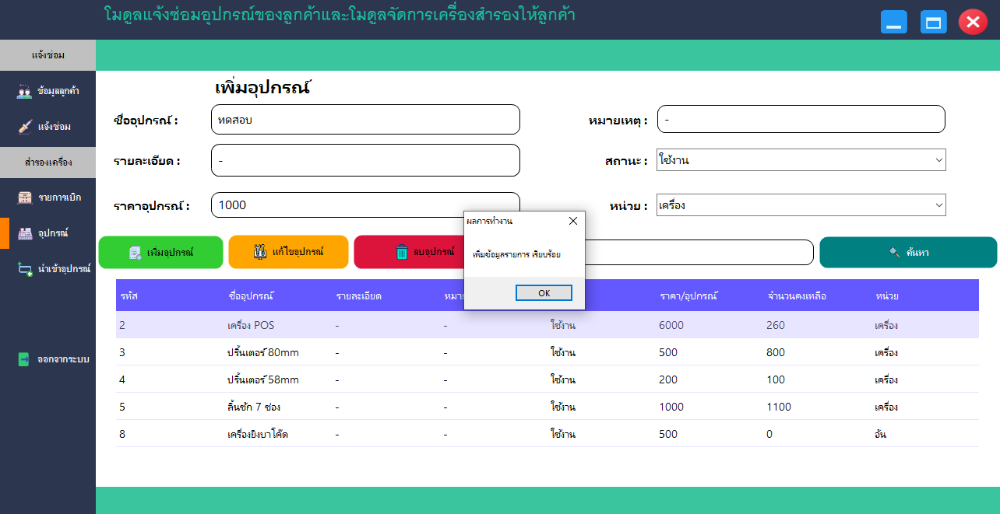 โมดูลแจ้งซ่อมอุปกรณ์ของลูกค้าและโมดูลจัดการเครื่องสำรองให้ลูกค้า
แจ้งซ่อม
ข้อมูลลูกค้า
แจ้งซ่อม
สำรองเครื่อง
รายการเบิก
อุปกรณ์
นำเข้าอุปกรณ์
ออกจากระบบ
เพิ่มอุปกรณ์
ชื่ออุปกรณ์ : ทดสอบ หมายเหตุ : -
รายละเอียด : - สถานะ : ใช้งาน
ราคาอุปกรณ์ : 1000 หน่วย : เครื่อง
เพิ่มอุปกรณ์ แก้ไขอุปกรณ์ ลบอุปกรณ์ ค้นหา
ผลการทำงาน
เพิ่มข้อมูลรายการ เรียบร้อย
OK
รหัส ชื่ออุปกรณ์ รายละเอียด ราคา/อุปกรณ์ จำนวนคงเหลือ หน่วย
2 เครื่อง POS - - ใช้งาน 6000 260 เครื่อง
3 ปริ้นเตอร์ 80mm - - ใช้งาน 500 800 เครื่อง
4 ปริ้นเตอร์ 58mm - - ใช้งาน 200 100 เครื่อง
5 ลิ้นชัก 7 ช่อง - - ใช้งาน 1000 1100 เครื่อง
8 เครื่องยิงบาโค๊ด - - ใช้งาน 500 0 อัน